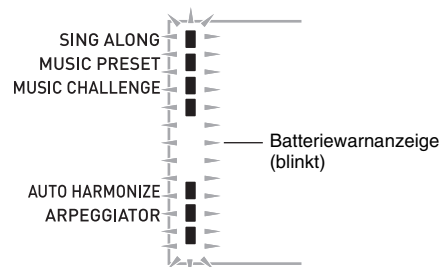 SING ALONG
MUSIC PRESET
MUSIC CHALLENGE
Batteriewarnanzeige
(blinkt)
AUTO HARMONIZE
ARPEGGIATOR